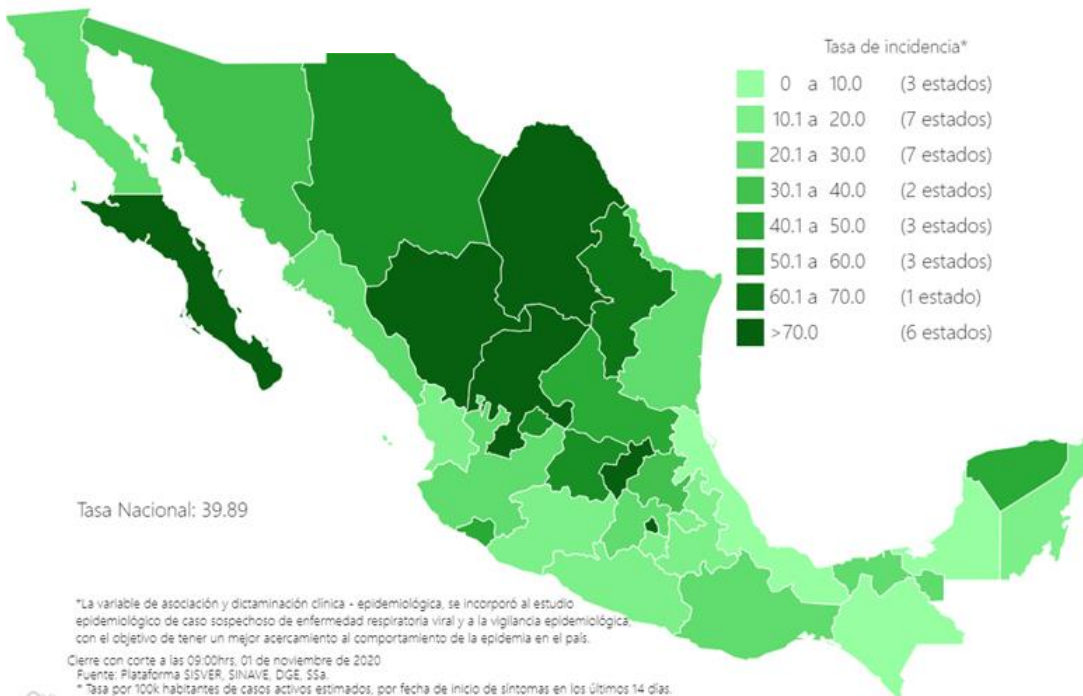 Tasa de incidencia*
0 a 10.0 (3 estados)
10.1 a 20.0 (7 estados)
20.1 a 30.0 (7 estados)
30.1 a 40.0 (2 estados)
40.1 a 50.0 (3 estados)
50.1 a 60.0 (3 estados)
60.1 a 70.0 (1 estado)
>70.0 (6 estados)
Tasa Nacional: 39.89
*La variable de asociación y dictaminación clínica - epidemiológica, se incorporó al estudio
epidemiológico de caso sospechoso de enfermedad respiratoria viral y a la vigilancia epidemiológica,
con el objetivo de tener un mejor acercamiento al comportamiento de la epidemia en el país.
Cierre con corte a las 09:00hrs, 01 de noviembre de 2020
Fuente: Plataforma SISVER, SINAVE, DGE, SSa.
* Tasa por 100k habitantes de casos activos estimados, por fecha de inicio de síntomas en los últimos 14 días.